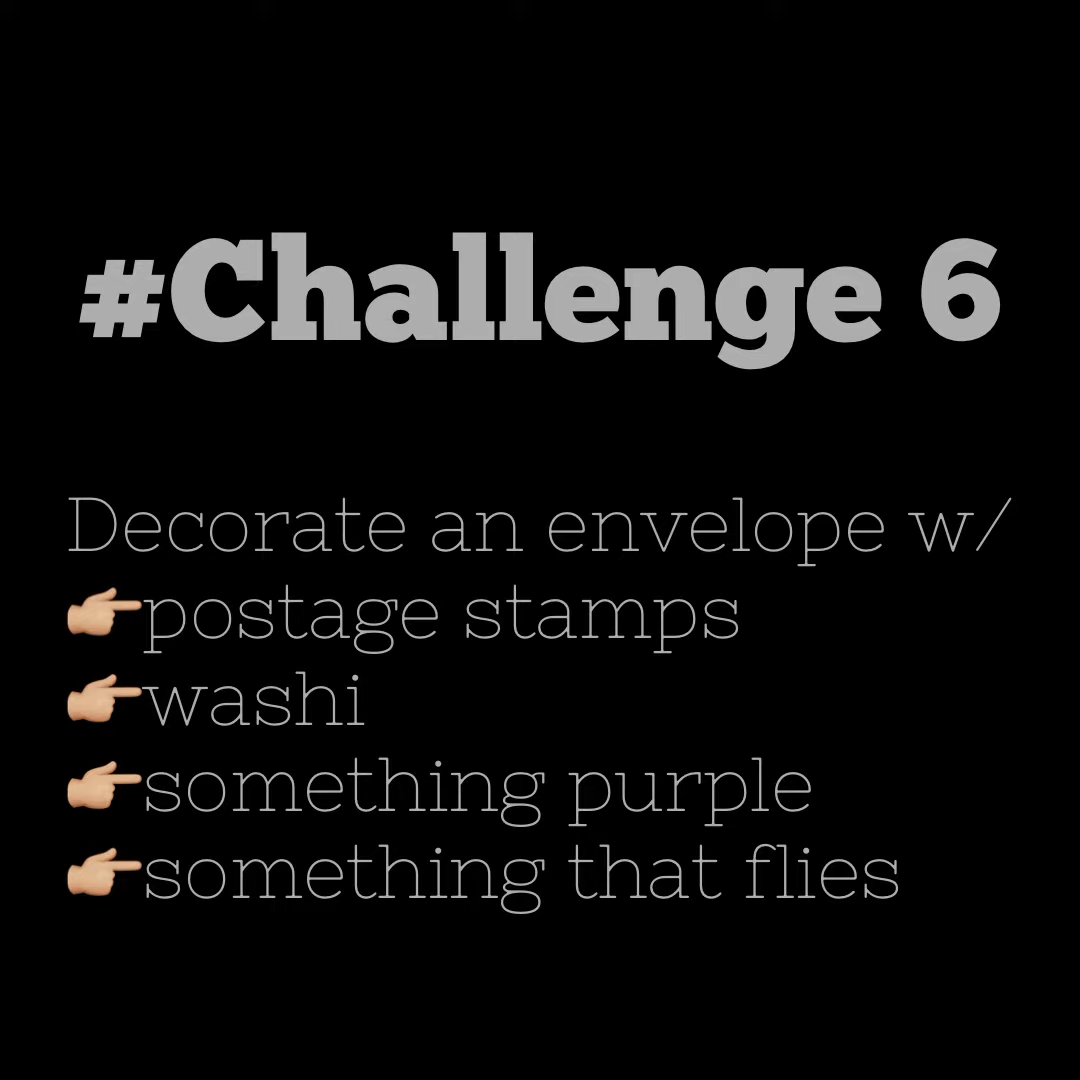 #Challenge 6
Decorate an envelope w/
👉🏼postage stamps
👉🏼washi
👉🏼something purple
👉🏼something that flies